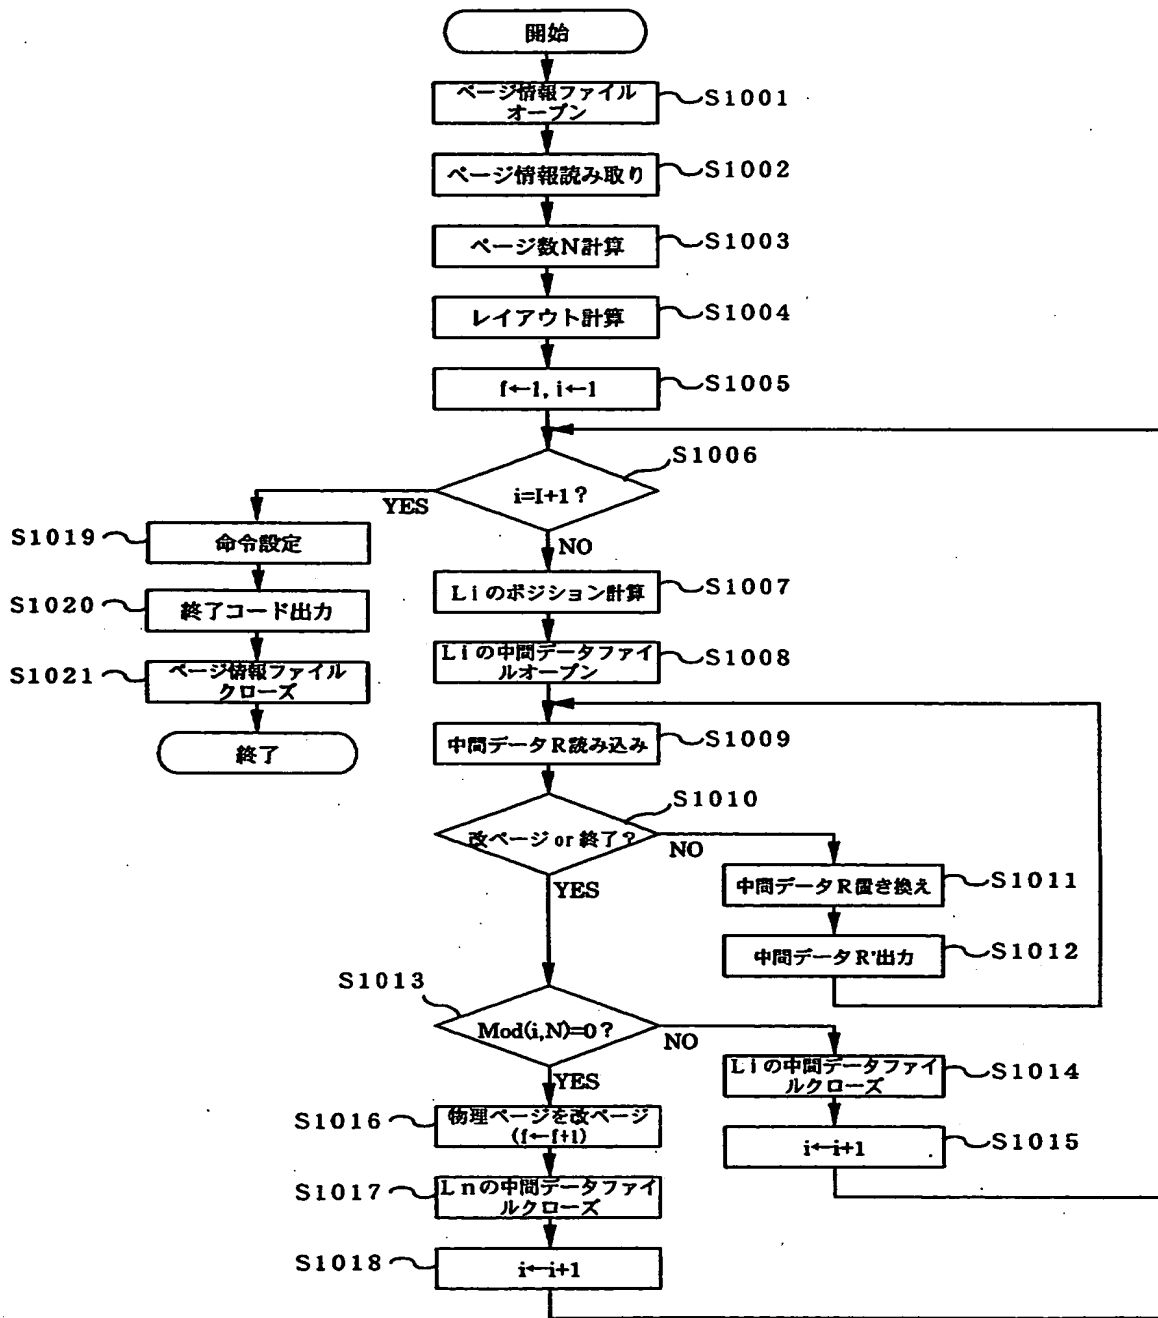 開始
ページ情報ファイル
オープン
S1001
ページ情報読み取り
S1002
ページ数N計算
S1003
レイアウト計算
S1004
f←1, i←1
S1005
S1006
i=I+1?
YES
NO
S1019
命令設定
S1020
終了コード出力
S1021
ページ情報ファイル
クローズ
終了
Liのポジション計算
S1007
Liの中間データファイ
ルオープン
S1008
中間データR読み込み
S1009
S1010
改ページ or 終了?
NO
YES
中間データR置き換え
S1011
中間データR'出力
S1012
S1013
Mod(i,N)=0?
NO
YES
Liの中間データファイ
ルクローズ
S1014
i←i+1
S1015
S1016
物理ページを改ページ
(f←f+1)
S1017
Lnの中間データファイ
ルクローズ
S1018
i←i+1